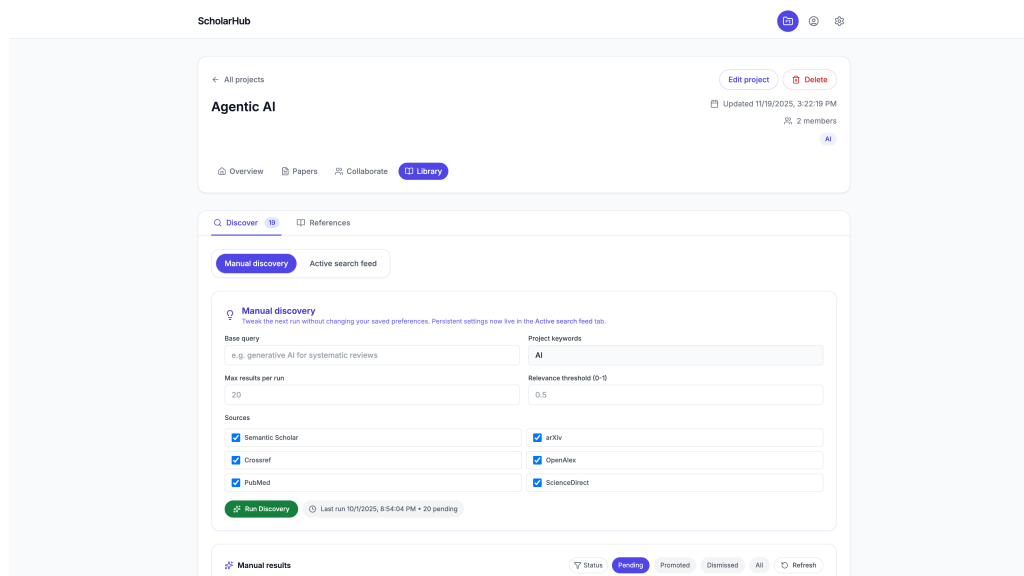 ScholarHub
All projects
Edit project
Delete
Agentic AI
Updated 11/19/2025, 3:22:19 PM
2 members
AI
Overview
Papers
Collaborate
Library
Discover 19
References
Manual discovery
Active search feed
Manual discovery
Tweak the next run without changing your saved preferences. Persistent settings now live in the Active search feed tab.
Base query
Project keywords
e.g. generative AI for systematic reviews
AI
Max results per run
Relevance threshold (0-1)
20
0.5
Sources
Semantic Scholar
arXiv
Crossref
OpenAlex
PubMed
ScienceDirect
Run Discovery
Last run 10/1/2025, 8:54:04 PM • 20 pending
Manual results
Status
Pending
Promoted
Dismissed
All
Refresh